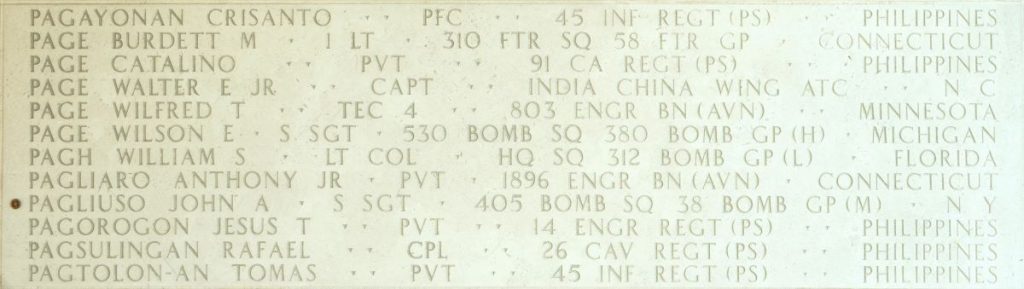 PAGAYONAN CRISANTO · · PFC · · 45 INF REGT (PS) · · PHILIPPINES
PAGE BURDETT M · 1 LT · 310 FTR SQ 58 FTR GP · CONNECTICUT
PAGE CATALINO · · PVT · · 91 CA REGT (PS) · · PHILIPPINES
PAGE WALTER E JR · · CAPT · · INDIA CHINA WING ATC · · N C
PAGE WILFRED T · · TEC 4 · · 803 ENGR BN (AVN) · · MINNESOTA
PAGE WILSON E · S SGT · 530 BOMB SQ 380 BOMB GP (H) · MICHIGAN
PAGH WILLIAM S · LT COL · HQ SQ 312 BOMB GP (L) · FLORIDA
PAGLIARO ANTHONY JR · PVT · 1896 ENGR BN (AVN) · CONNECTICUT
PAGLIUSO JOHN A · S SGT · 405 BOMB SQ 38 BOMB GP (M) · N Y
PAGOROGON JESUS T · · PVT · · 14 ENGR REGT (PS) · · PHILIPPINES
PAGSULINGAN RAFAEL · · CPL · · 26 CAV REGT (PS) · · PHILIPPINES
PAGTOLON-AN TOMAS · · PVT · · 45 INF REGT (PS) · · PHILIPPINES